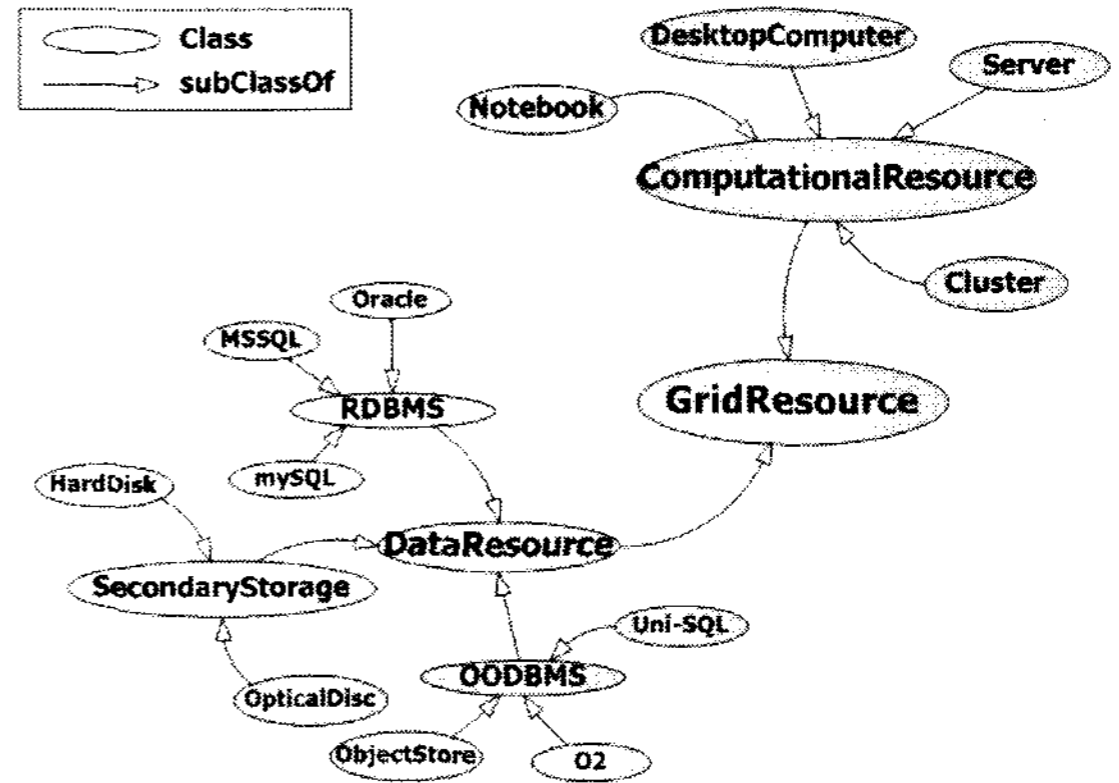 Class
subClassOf
DesktopComputer
Server
Notebook
ComputationalResource
Cluster
Oracle
MSSQL
RDBMS
GridResource
mySQL
HardDisk
DataResource
SecondaryStorage
Uni-SQL
OODBMS
OpticalDisc
ObjectStore
O2